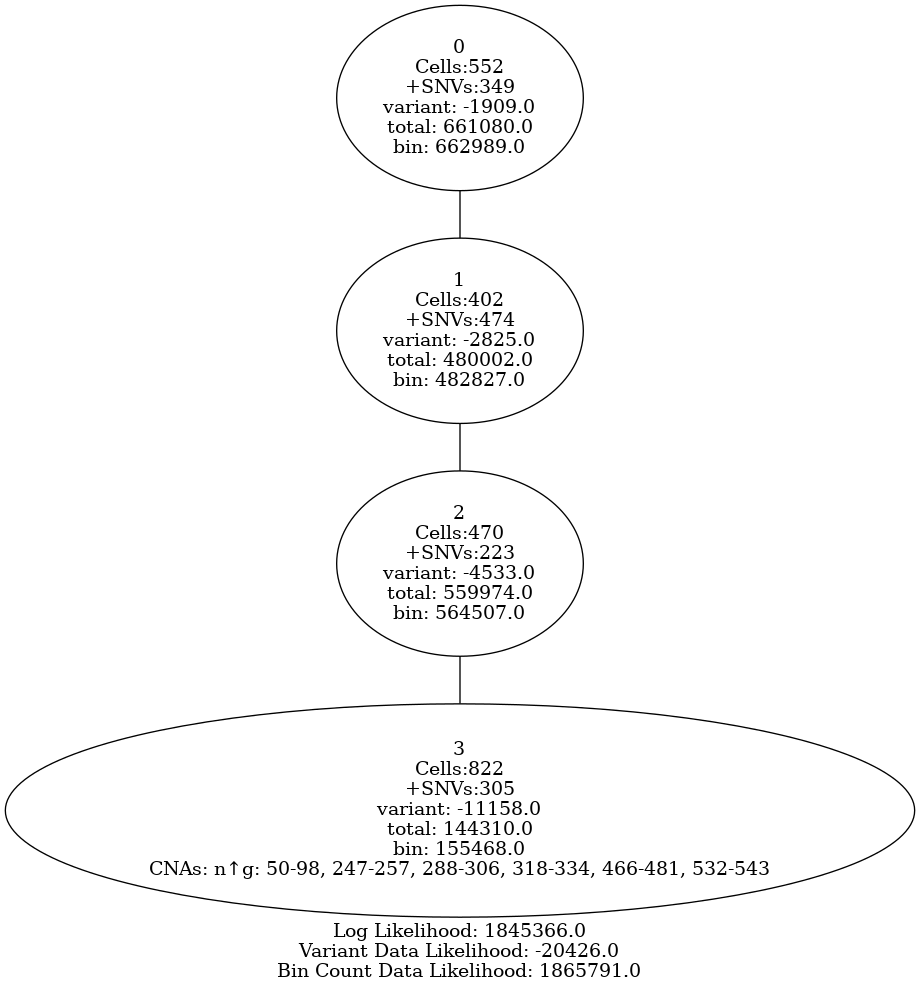 0
Cells:552
+SNVs:349
variant: -1909.0
total: 661080.0
bin: 662989.0
1
Cells:402
+SNVs:474
variant: -2825.0
total: 480002.0
bin: 482827.0
2
Cells:470
+SNVs:223
variant: -4533.0
total: 559974.0
bin: 564507.0
3
Cells:822
+SNVs:305
variant: -11158.0
total: 144310.0
bin: 155468.0
CNAs: n↑g: 50-98, 247-257, 288-306, 318-334, 466-481, 532-543
Log Likelihood: 1845366.0
Variant Data Likelihood: -20426.0
Bin Count Data Likelihood: 1865791.0